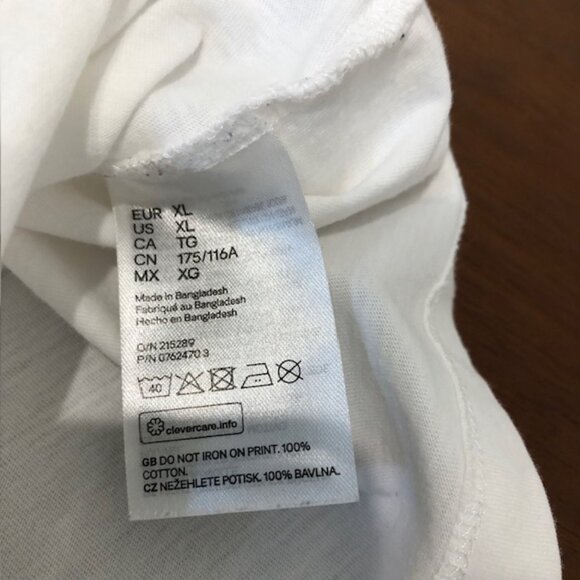 EUR XL
US XL
CA TG
CN 175/116A
MX XG
Made in Bangladesh
Fabriqué au Bangladesh
Hecho en Bangladesh
O/N 215289
P/N 0762470 3
40
clevercare.info
GB DO NOT IRON ON PRINT. 100%
COTTON.
CZ NEŽEHLETE POTISK. 100% BAVLNA.